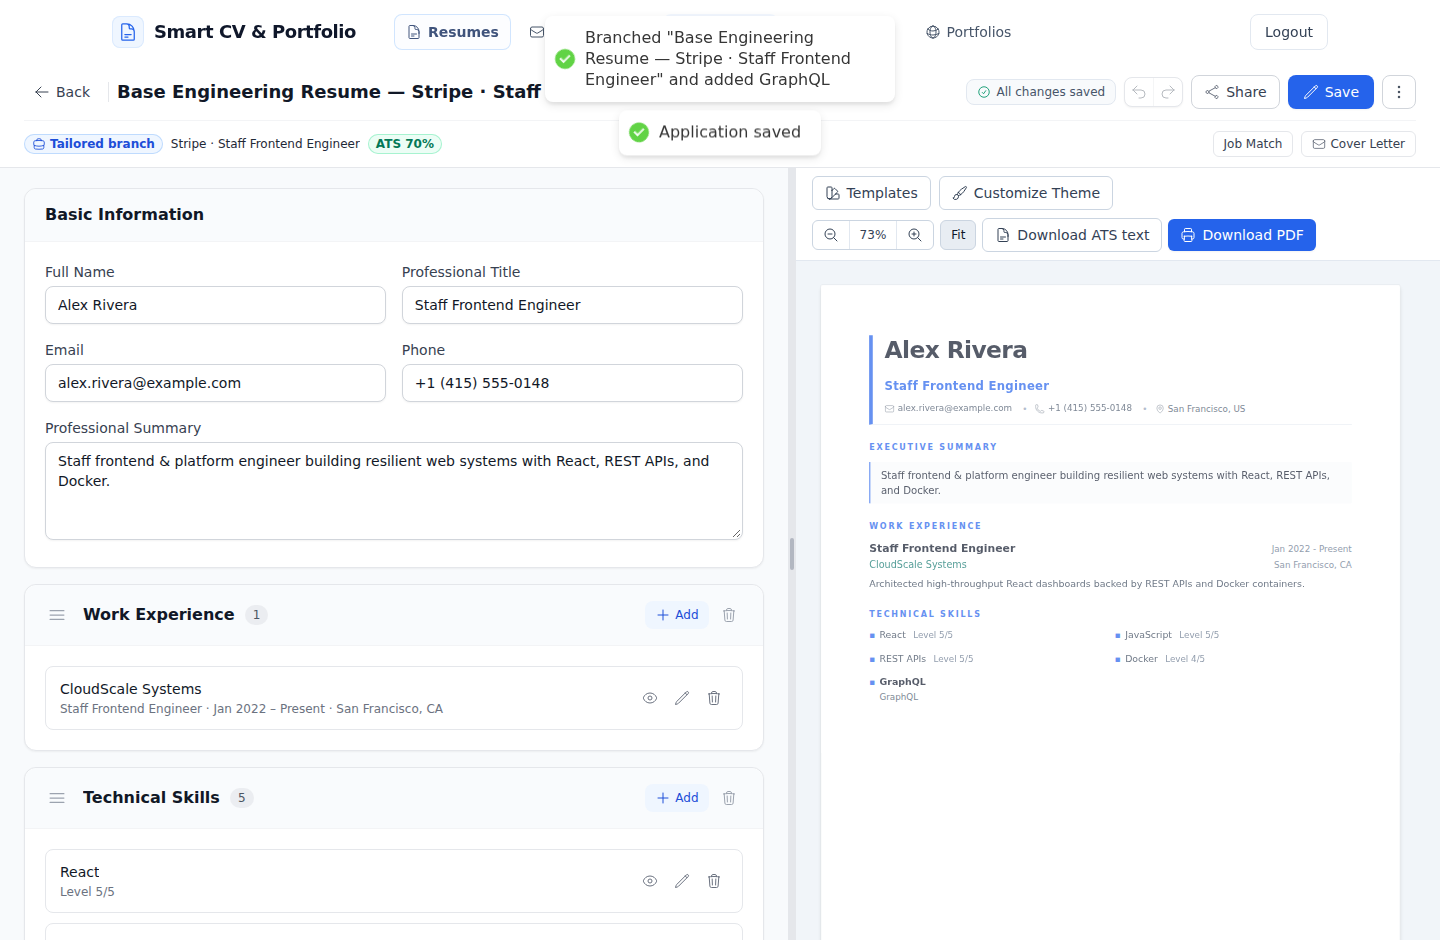 Smart CV & Portfolio
Resumes
Portfolios
Logout
Branched "Base Engineering
Resume — Stripe · Staff Frontend
Engineer" and added GraphQL
Application saved
Back
Base Engineering Resume — Stripe · Staff
All changes saved
Share
Save
Tailored branch
Stripe · Staff Frontend Engineer
ATS 70%
Job Match
Cover Letter
Basic Information
Full Name
Professional Title
Alex Rivera
Staff Frontend Engineer
Email
Phone
alex.rivera@example.com
+1 (415) 555-0148
Professional Summary
Staff frontend & platform engineer building resilient web systems with React, REST APIs, and
Docker.
Work Experience
1
Add
CloudScale Systems
Staff Frontend Engineer · Jan 2022 – Present · San Francisco, CA
Technical Skills
5
Add
React
Level 5/5
Templates
Customize Theme
73%
Fit
Download ATS text
Download PDF
Alex Rivera
Staff Frontend Engineer
alex.rivera@example.com • +1 (415) 555-0148 • San Francisco, US
EXECUTIVE SUMMARY
Staff frontend & platform engineer building resilient web systems with React, REST APIs,
and Docker.
WORK EXPERIENCE
Staff Frontend Engineer
Jan 2022 - Present
CloudScale Systems
San Francisco, CA
Architected high-throughput React dashboards backed by REST APIs and Docker containers.
TECHNICAL SKILLS
React Level 5/5
JavaScript Level 5/5
REST APIs Level 5/5
Docker Level 4/5
GraphQL
GraphQL